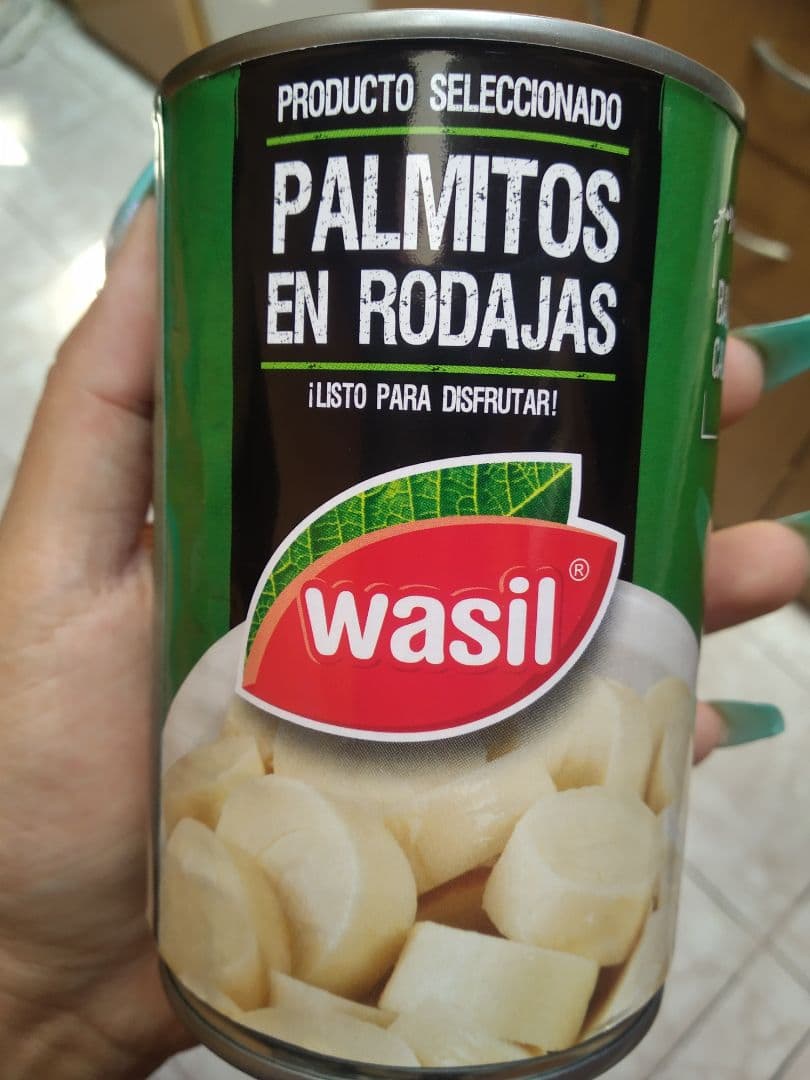 PRODUCTO SELECCIONADO
PALMITOS
EN RODAJAS
¡LISTO PARA DISFRUTAR!
wasil®